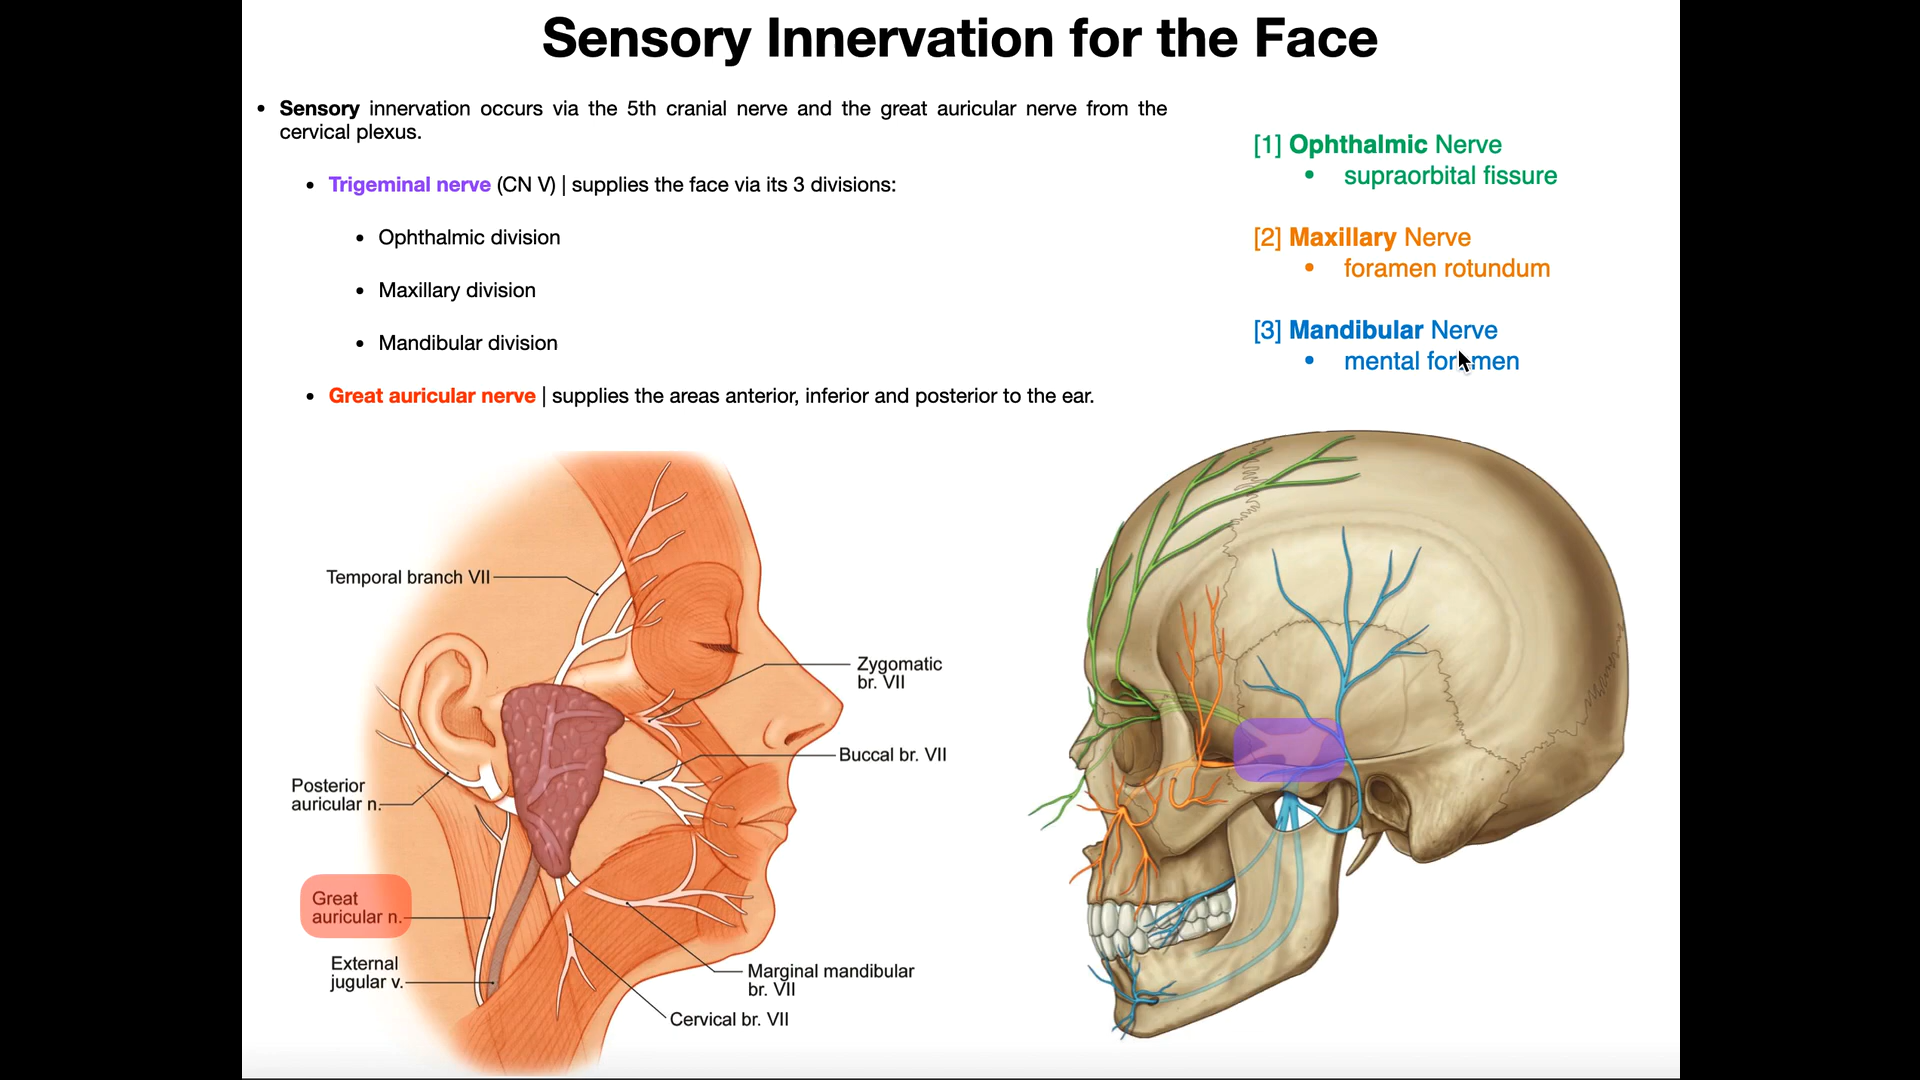 Sensory Innervation for the Face
• Sensory innervation occurs via the 5th cranial nerve and the great auricular nerve from the
cervical plexus.
• Trigeminal nerve (CN V) | supplies the face via its 3 divisions:
• Ophthalmic division
• Maxillary division
• Mandibular division
• Great auricular nerve | supplies the areas anterior, inferior and posterior to the ear.
[1] Ophthalmic Nerve
• supraorbital fissure
[2] Maxillary Nerve
• foramen rotundum
[3] Mandibular Nerve
• mental foramen
Temporal branch VII
Zygomatic
br. VII
Buccal br. VII
Posterior
auricular n.
Great
auricular n.
External
jugular v.
Marginal mandibular
br. VII
Cervical br. VII